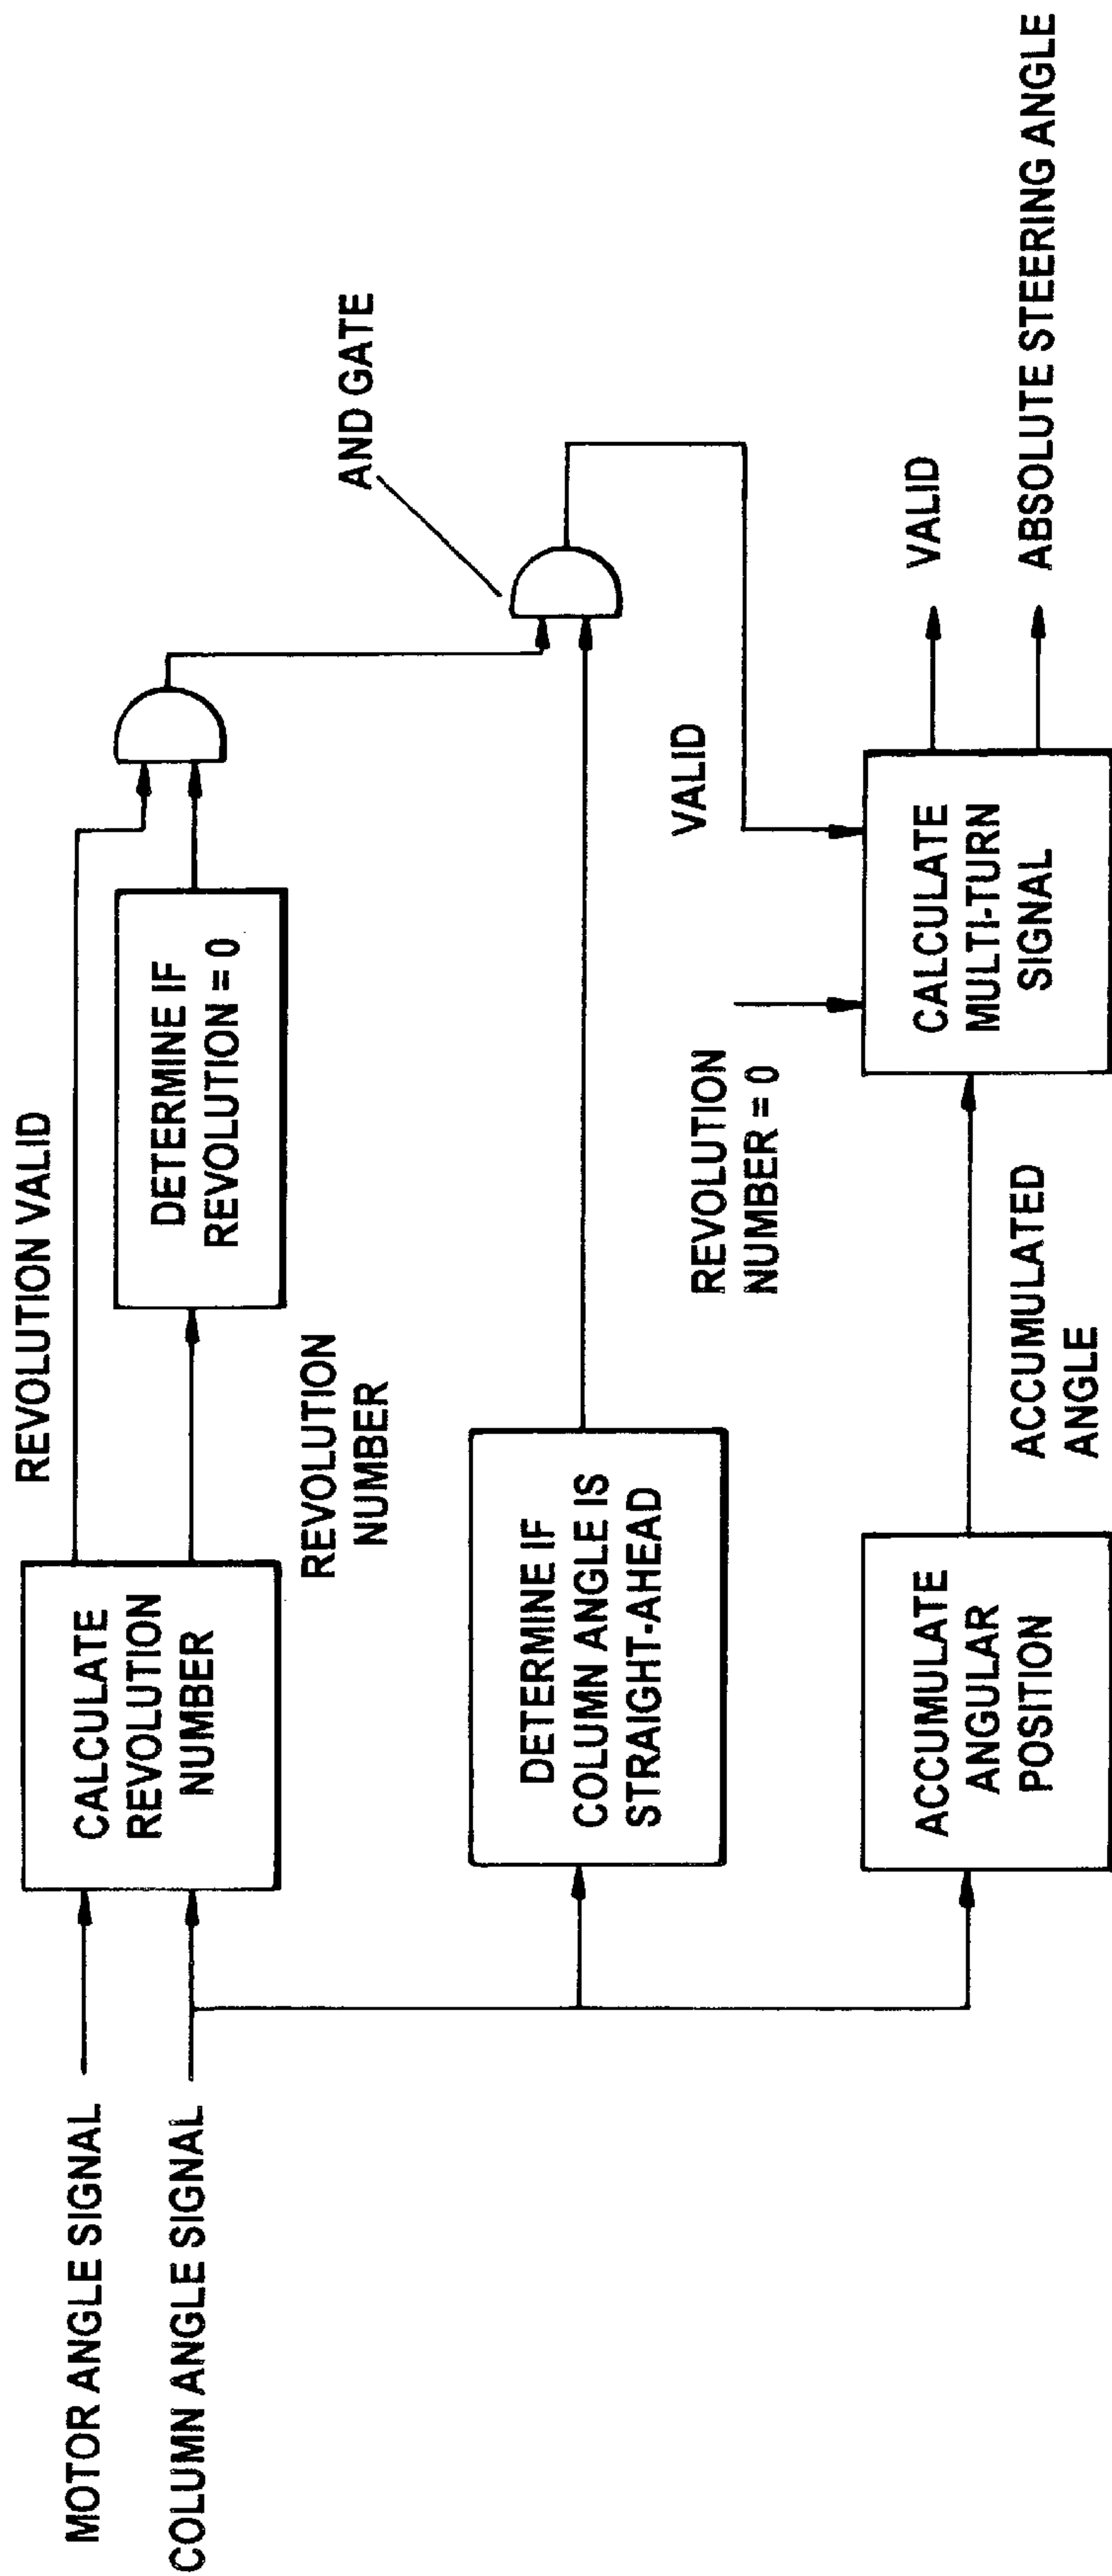 MOTOR ANGLE SIGNAL
COLUMN ANGLE SIGNAL
CALCULATE
REVOLUTION
NUMBER
REVOLUTION VALID
REVOLUTION
NUMBER
DETERMINE IF
REVOLUTION = 0
AND GATE
DETERMINE IF
COLUMN ANGLE IS
STRAIGHT-AHEAD
REVOLUTION
NUMBER = 0
VALID
ACCUMULATE
ANGULAR
POSITION
ACCUMULATED
ANGLE
CALCULATE
MULTI-TURN
SIGNAL
VALID
ABSOLUTE STEERING ANGLE